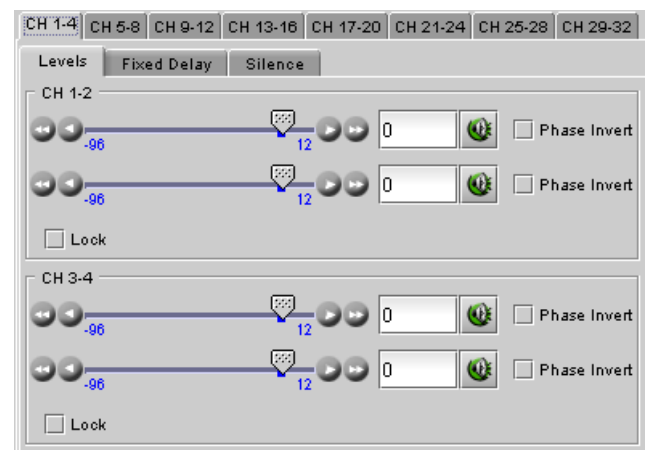 CH 1-4 CH 5-8 CH 9-12 CH 13-16 CH 17-20 CH 21-24 CH 25-28 CH 29-32
Levels Fixed Delay Silence
CH 1-2
0 Phase Invert
-96 12
0 Phase Invert
-96 12
Lock
CH 3-4
0 Phase Invert
-96 12
0 Phase Invert
-96 12
Lock